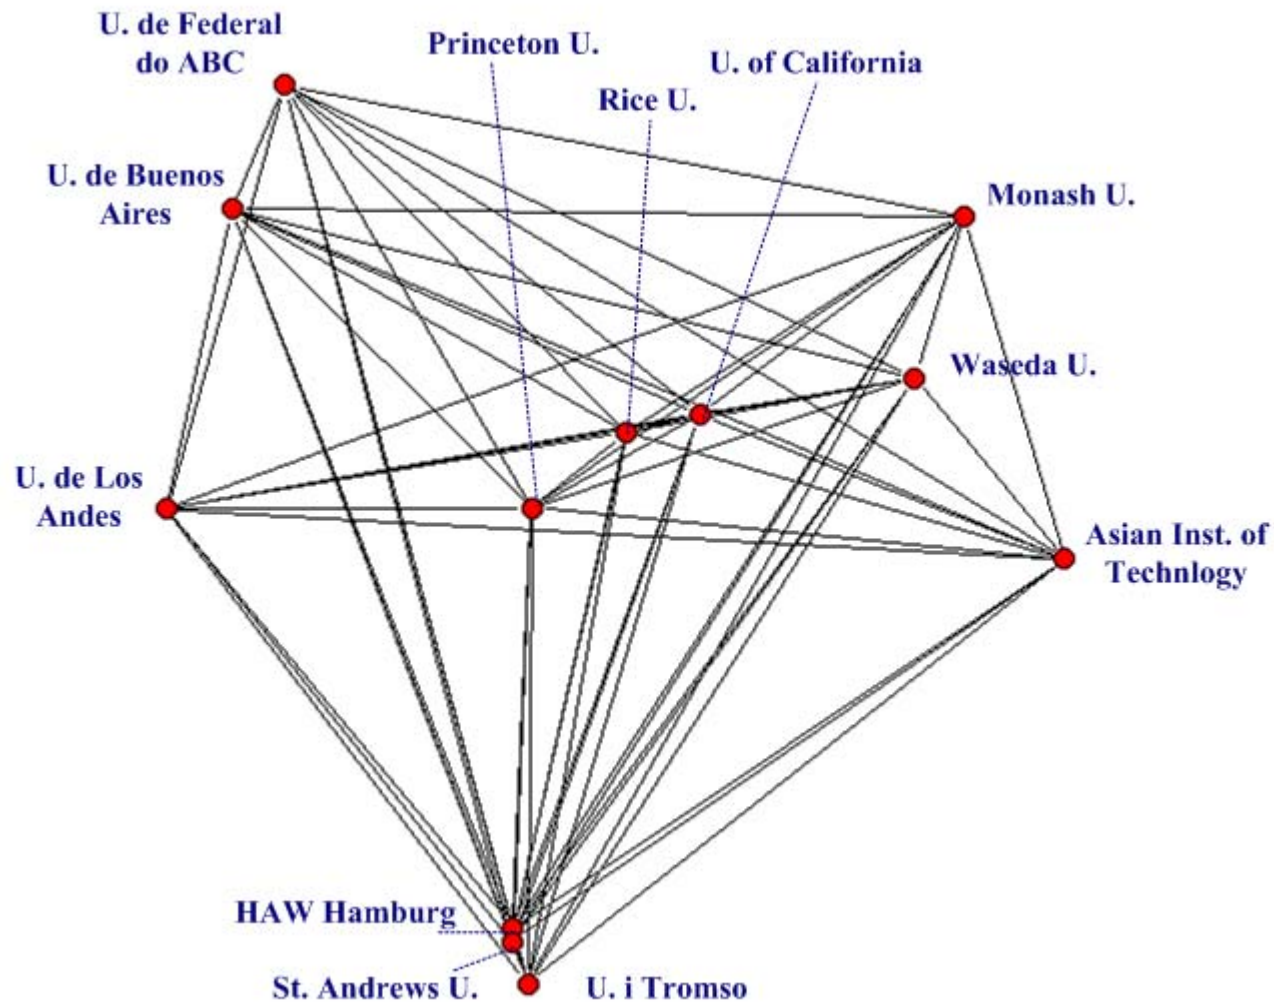 U. de Federal
do ABC
Princeton U.
U. of California
Rice U.
U. de Buenos
Aires
Monash U.
Waseda U.
U. de Los
Andes
Asian Inst. of
Technlogy
HAW Hamburg
St. Andrews U.
U. i Tromso